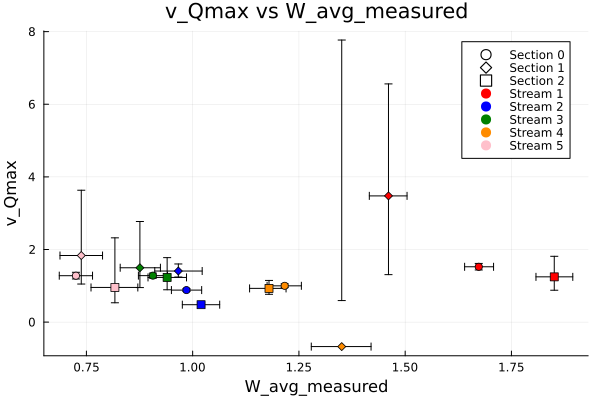 v_Qmax vs W_avg_measured
8
6
4
2
0
v_Qmax
0.75
1.00
1.25
1.50
1.75
W_avg_measured
Section 0
Section 1
Section 2
Stream 1
Stream 2
Stream 3
Stream 4
Stream 5